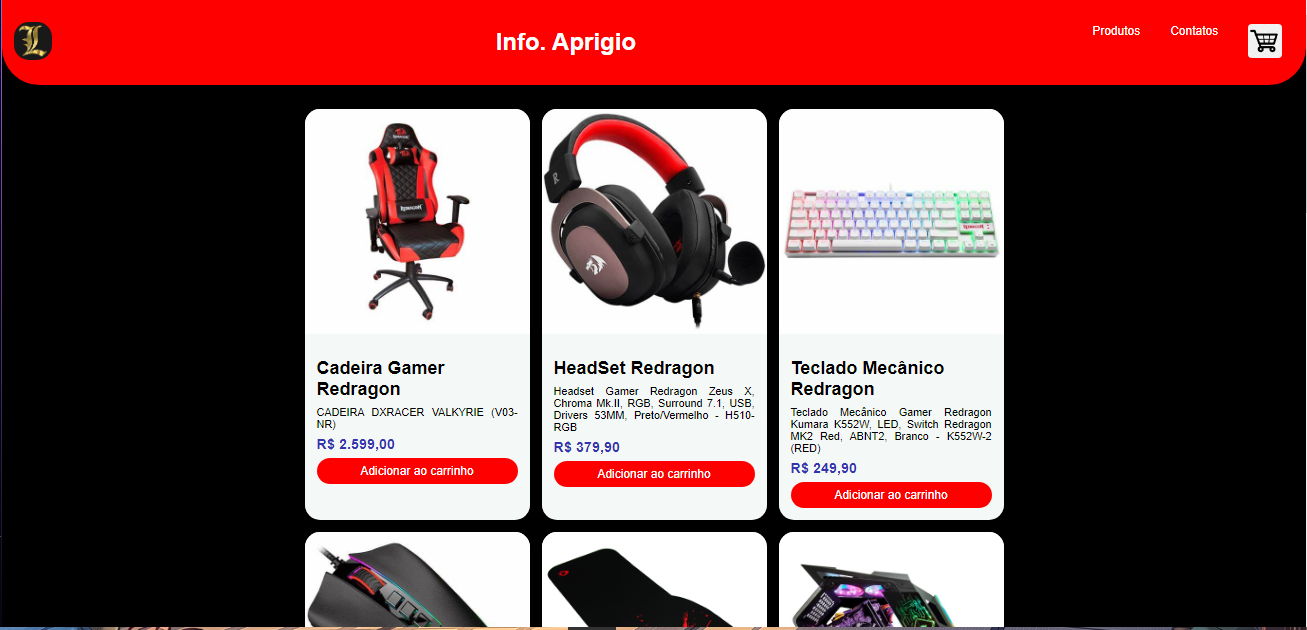 L
Info. Aprigio
Produtos
Contatos
Cadeira Gamer
Redragon
CADEIRA DXRACER VALKYRIE (V03-
NR)
R$ 2.599,00
Adicionar ao carrinho
HeadSet Redragon
Headset Gamer Redragon Zeus X,
Chroma Mk.II, RGB, Surround 7.1, USB,
Drivers 53MM, Preto/Vermelho - H510-
RGB
R$ 379,90
Adicionar ao carrinho
Teclado Mecânico
Redragon
Teclado Mecânico Gamer Redragon
Kumara K552W, LED, Switch Redragon
MK2 Red, ABNT2, Branco - K552W-2
(RED)
R$ 249,90
Adicionar ao carrinho